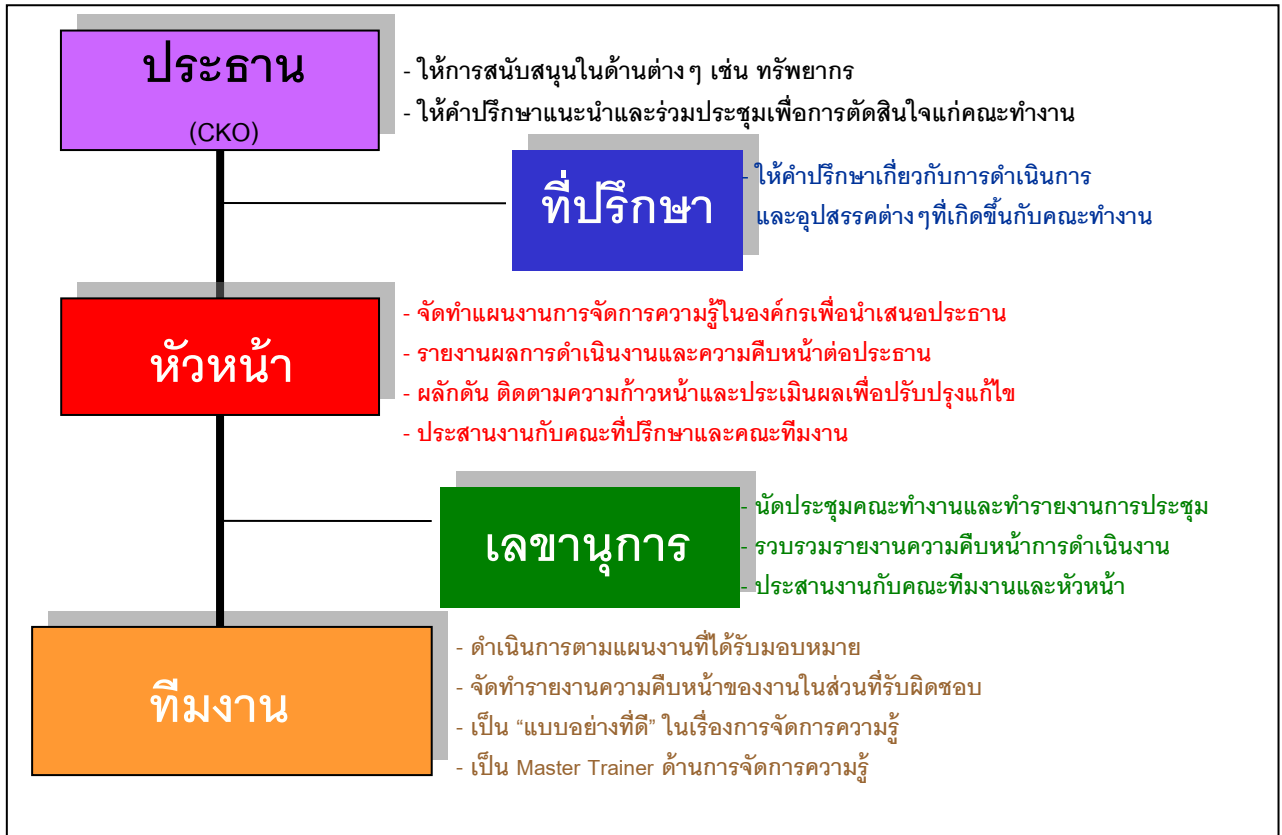 ประธาน
(CKO)
- ให้การสนับสนุนในด้านต่างๆ เช่น ทรัพยากร
- ให้คำปรึกษาแนะนำและร่วมประชุมเพื่อการตัดสินใจแก่คณะทำงาน
ที่ปรึกษา
- ให้คำปรึกษาเกี่ยวกับการดำเนินการ
และอุปสรรคต่างๆที่เกิดขึ้นกับคณะทำงาน
หัวหน้า
- จัดทำแผนงานการจัดการความรู้ในองค์กรเพื่อนำเสนอประธาน
- รายงานผลการดำเนินงานและความคืบหน้าต่อประธาน
- ผลักดัน ติดตามความก้าวหน้าและประเมินผลเพื่อปรับปรุงแก้ไข
- ประสานงานกับคณะที่ปรึกษาและคณะทีมงาน
เลขานุการ
- นัดประชุมคณะทำงานและทำรายงานการประชุม
- รวบรวมรายงานความคืบหน้าการดำเนินงาน
- ประสานงานกับคณะทีมงานและหัวหน้า
ทีมงาน
- ดำเนินการตามแผนงานที่ได้รับมอบหมาย
- จัดทำรายงานความคืบหน้าของงานในส่วนที่รับผิดชอบ
- เป็น “แบบอย่างที่ดี” ในเรื่องการจัดการความรู้
- เป็น Master Trainer ด้านการจัดการความรู้